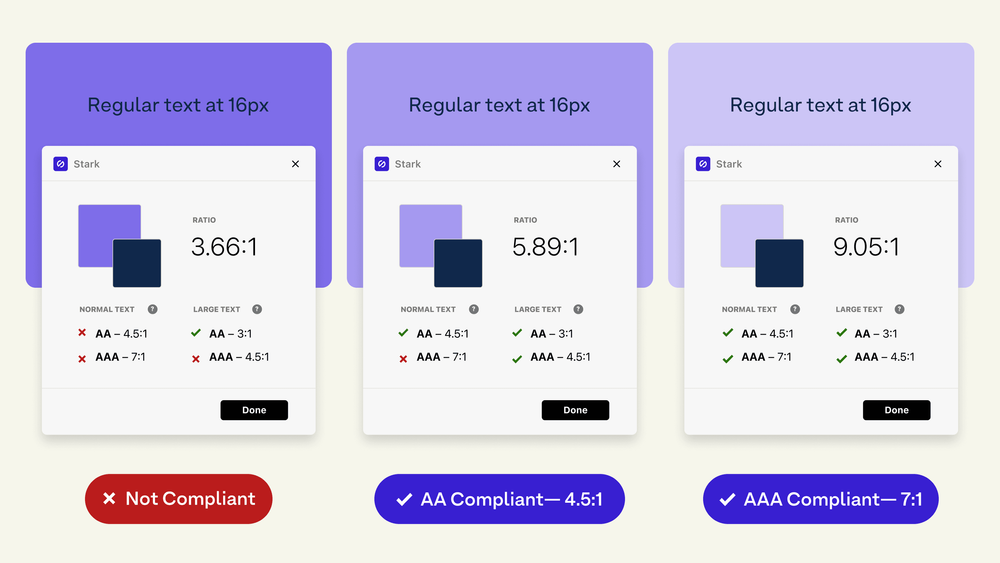 Regular text at 16px
Stark
RATIO
3.66:1
NORMAL TEXT ?
LARGE TEXT ?
AA – 4.5:1
AA – 3:1
AAA – 7:1
AAA – 4.5:1
Done
Not Compliant
Regular text at 16px
Stark
RATIO
5.89:1
NORMAL TEXT ?
LARGE TEXT ?
AA – 4.5:1
AA – 3:1
AAA – 7:1
AAA – 4.5:1
Done
AA Compliant— 4.5:1
Regular text at 16px
Stark
RATIO
9.05:1
NORMAL TEXT ?
LARGE TEXT ?
AA – 4.5:1
AA – 3:1
AAA – 7:1
AAA – 4.5:1
Done
AAA Compliant— 7:1